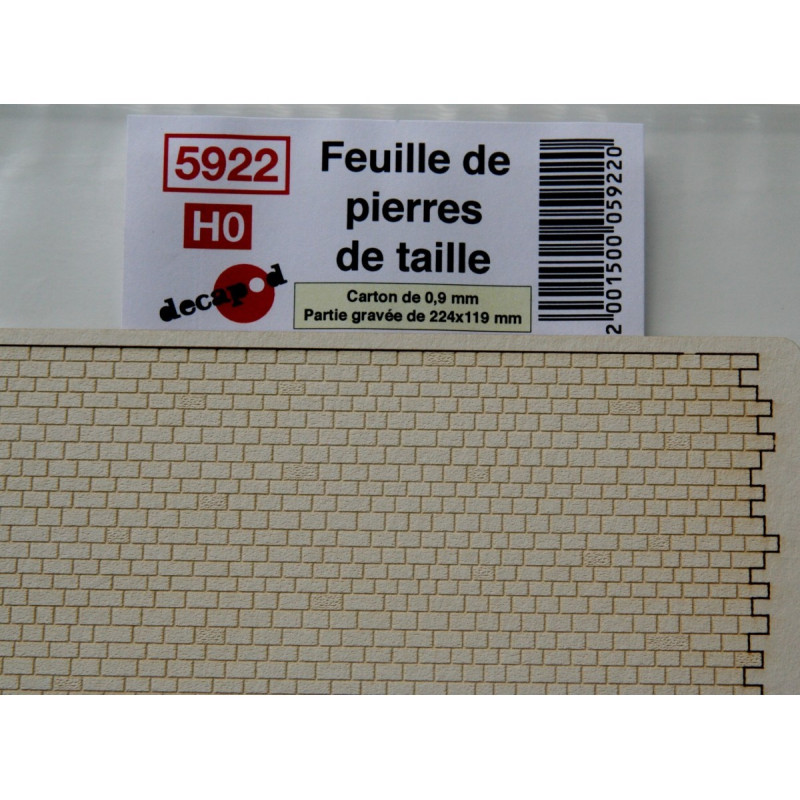 5922
H0
decapod
Feuille de
pierres
de taille
Carton de 0,9 mm
Partie gravée de 224x119 mm
2 001500 059220